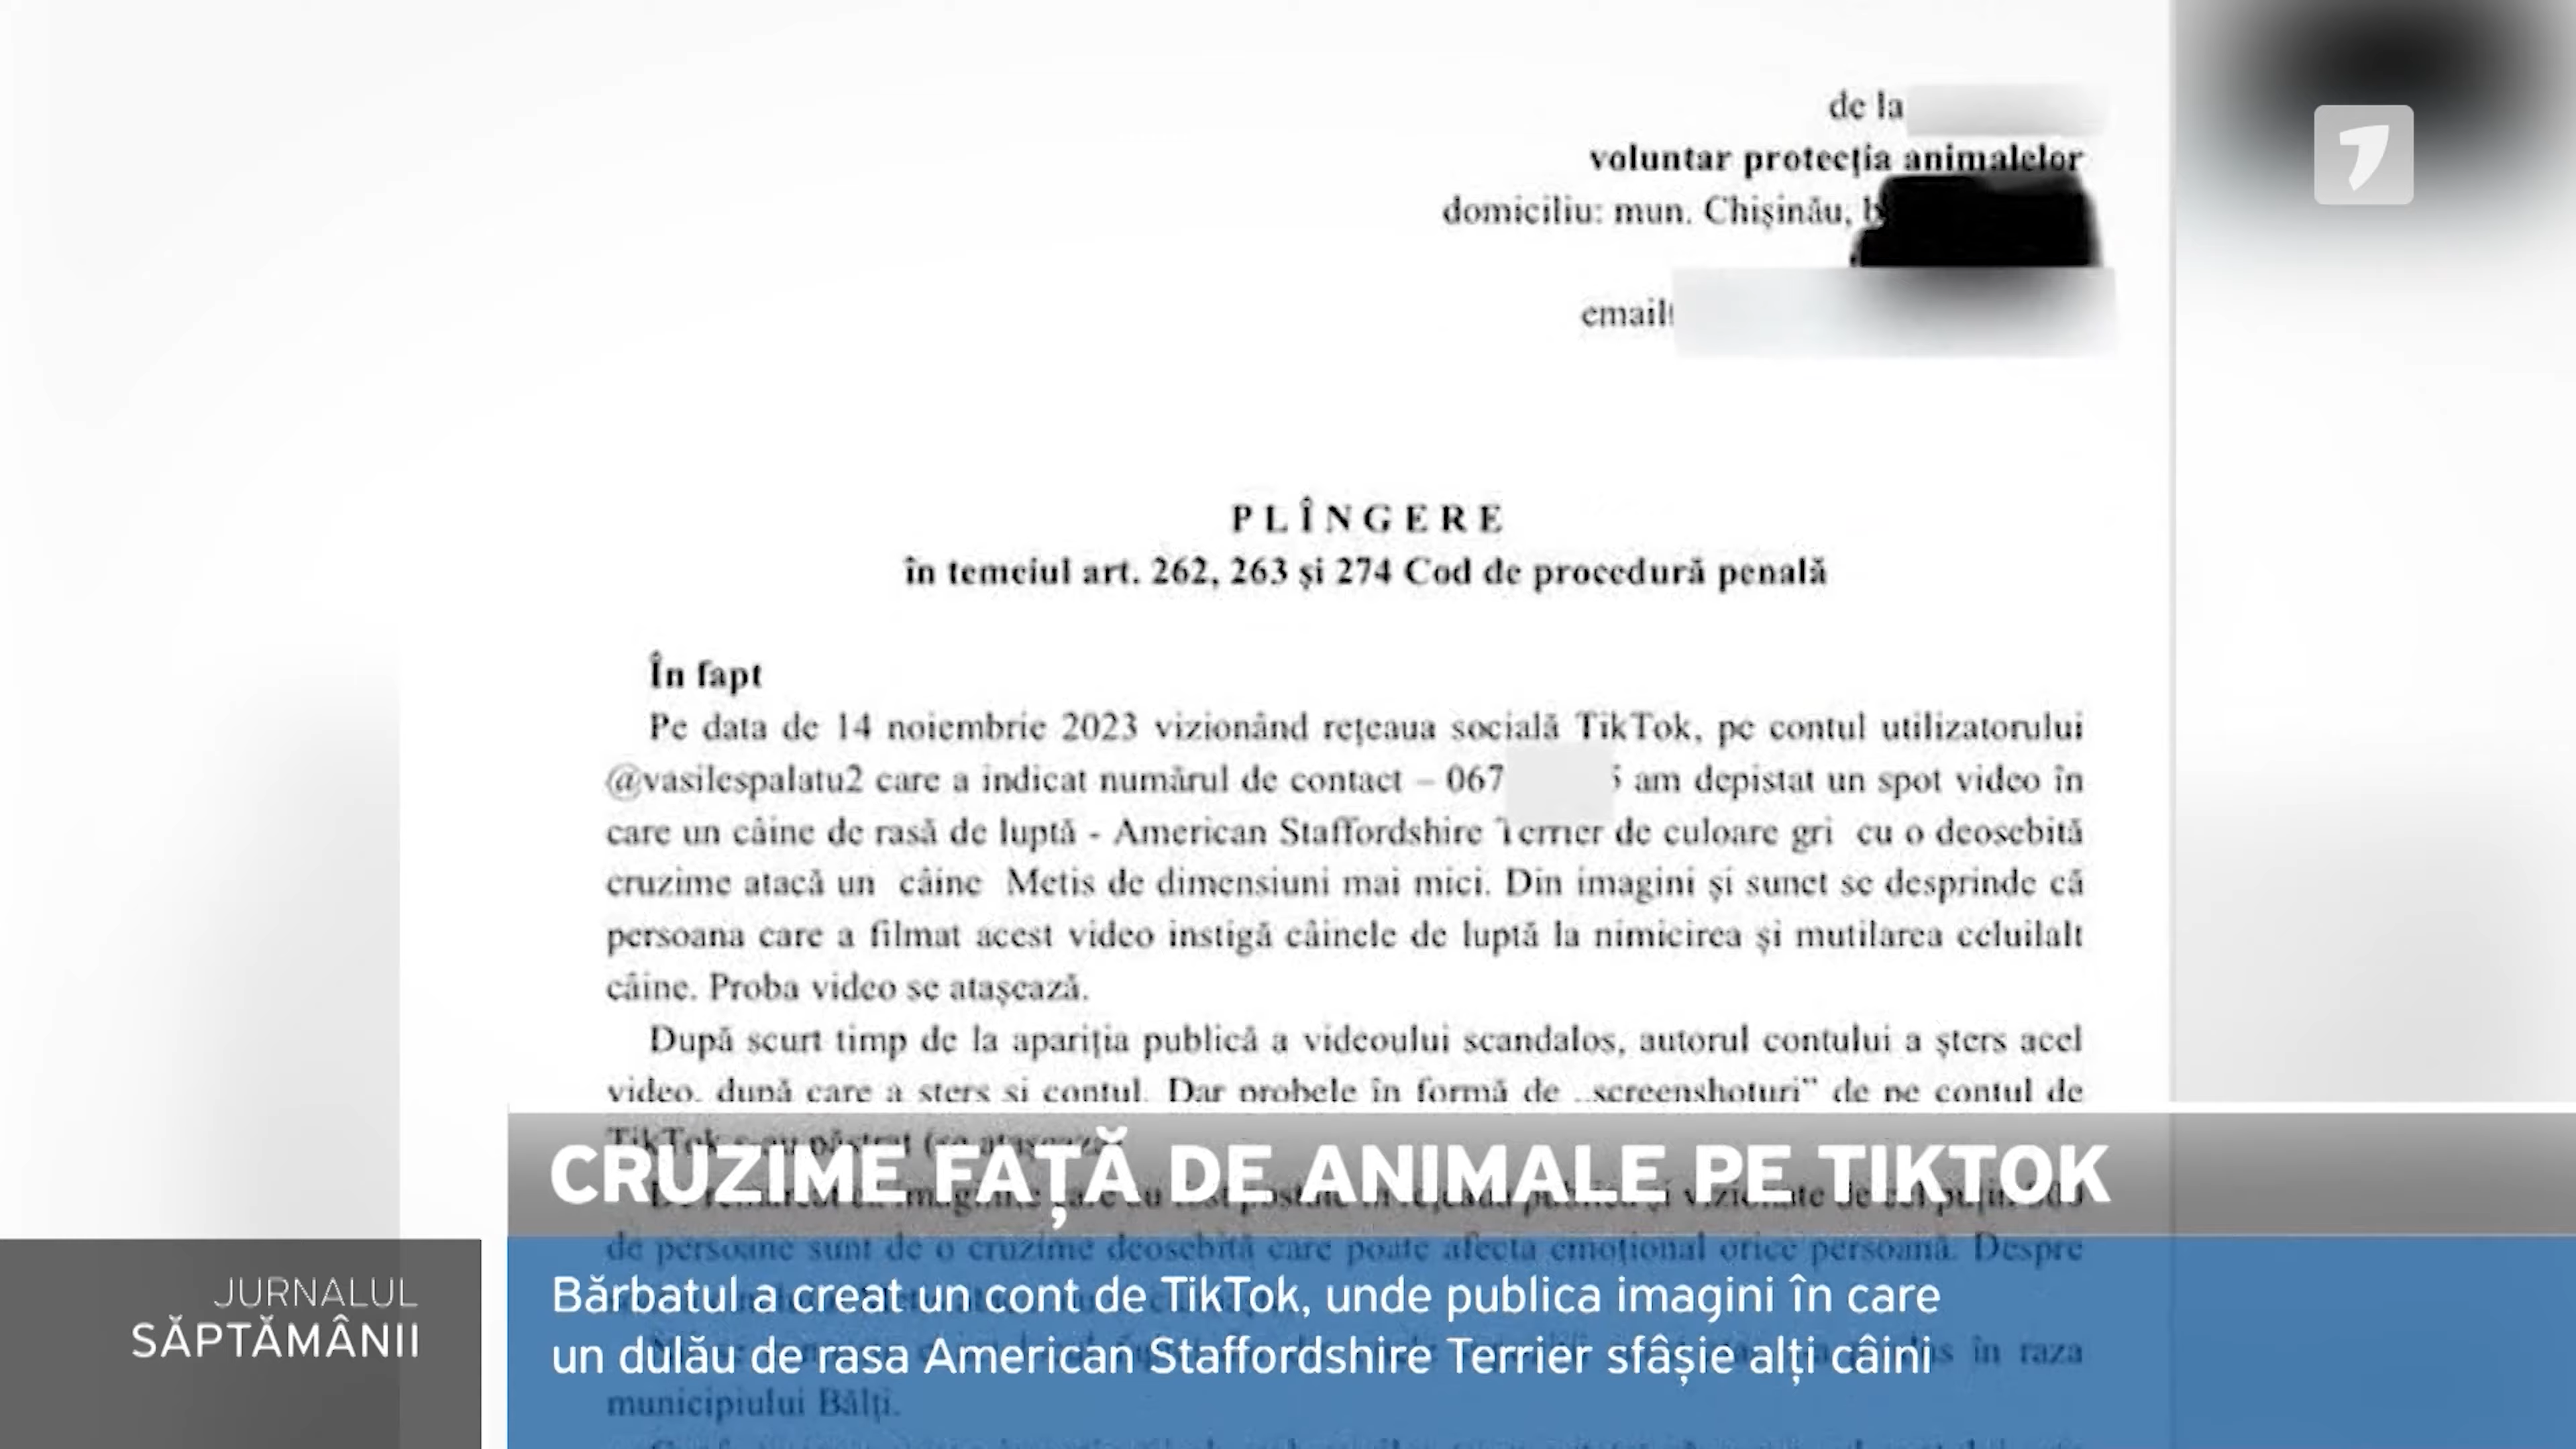 de la
voluntar protecția animalelor
domiciliu: mun. Chișinău,
email
PLÎNGERE
în temeiul art. 262, 263 și 274 Cod de procedură penală
În fapt
Pe data de 14 noiembrie 2023 vizionând rețeaua socială TikTok, pe contul utilizatorului
@vasilespalatu2 care a indicat numărul de contact – 067 am depistat un spot video în
care un câine de rasă de luptă - American Staffordshire Terrier de culoare gri cu o deosebită
cruzime atacă un câine Metis de dimensiuni mai mici. Din imagini și sunet se desprinde că
persoana care a filmat acest video instigă câinele de luptă la nimicirea și mutilarea celuilalt
câine. Proba video se atașează.
După scurt timp de la apariția publică a videoului scandalos, autorul contului a șters acel
video, după care a șters și contul. Dar probele în formă de „screenshoturi” de pe contul de
TikTok s-au păstrat (se atașează
CRUZIME FAȚĂ DE ANIMALE PE TIKTOK
de persoane sunt de o cruzime deosebită care poate afecta emoțional orice persoană. Despre
JURNALUL
SĂPTĂMÂNII
Bărbatul a creat un cont de TikTok, unde publica imagini în care
un dulău de rasa American Staffordshire Terrier sfâșie alți câini
în raza
municipiului Bălți.